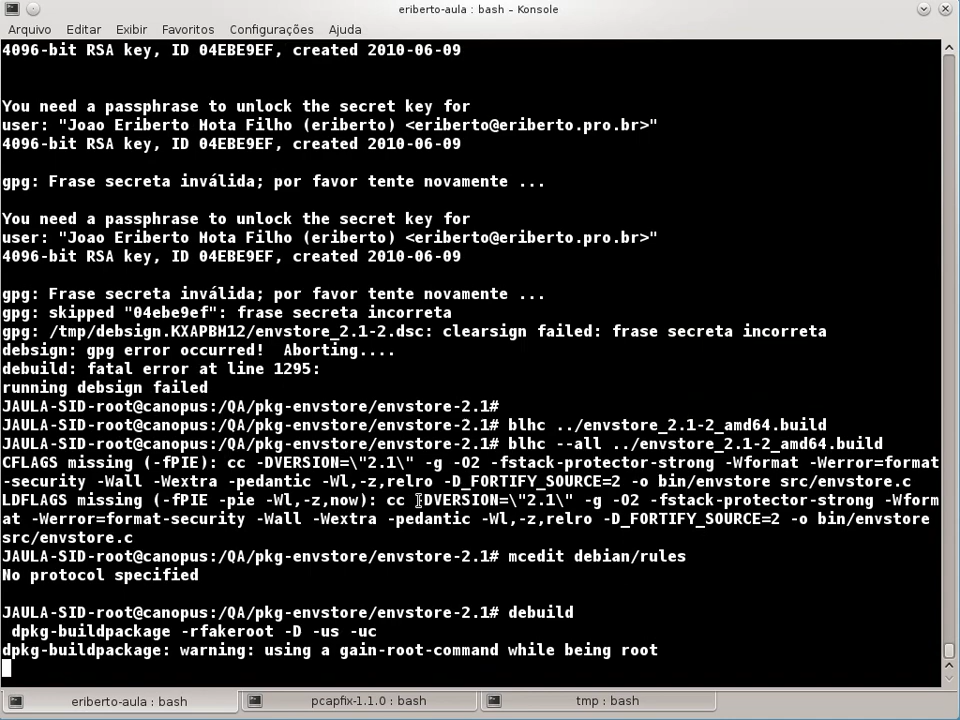 eriberto-aula : bash – Konsole
Arquivo Editar Exibir Favoritos Configurações Ajuda
4096-bit RSA key, ID 04EBE9EF, created 2010-06-09
You need a passphrase to unlock the secret key for
user: "Joao Eriberto Mota Filho (eriberto) <eriberto@eriberto.pro.br>"
4096-bit RSA key, ID 04EBE9EF, created 2010-06-09
gpg: Frase secreta inválida; por favor tente novamente ...
You need a passphrase to unlock the secret key for
user: "Joao Eriberto Mota Filho (eriberto) <eriberto@eriberto.pro.br>"
4096-bit RSA key, ID 04EBE9EF, created 2010-06-09
gpg: Frase secreta inválida; por favor tente novamente ...
gpg: skipped "04ebe9ef": frase secreta incorreta
gpg: /tmp/debsign.KXAPBH12/envstore_2.1-2.dsc: clearsign failed: frase secreta incorreta
debsign: gpg error occurred!  Aborting....
debuild: fatal error at line 1295:
running debsign failed
JAULA-SID-root@canopus:/QA/pkg-envstore/envstore-2.1#
JAULA-SID-root@canopus:/QA/pkg-envstore/envstore-2.1# blhc ../envstore_2.1-2_amd64.build
JAULA-SID-root@canopus:/QA/pkg-envstore/envstore-2.1# blhc --all ../envstore_2.1-2_amd64.build
CFLAGS missing (-fPIE): cc -DVERSION=\"2.1\" -g -O2 -fstack-protector-strong -Wformat -Werror=format
-security -Wall -Wextra -pedantic -Wl,-z,relro -D_FORTIFY_SOURCE=2 -o bin/envstore src/envstore.c
LDFLAGS missing (-fPIE -pie -Wl,-z,now): cc -DVERSION=\"2.1\" -g -O2 -fstack-protector-strong -Wform
at -Werror=format-security -Wall -Wextra -pedantic -Wl,-z,relro -D_FORTIFY_SOURCE=2 -o bin/envstore
src/envstore.c
JAULA-SID-root@canopus:/QA/pkg-envstore/envstore-2.1# mcedit debian/rules
No protocol specified
JAULA-SID-root@canopus:/QA/pkg-envstore/envstore-2.1# debuild
 dpkg-buildpackage -rfakeroot -D -us -uc
dpkg-buildpackage: warning: using a gain-root-command while being root
eriberto-aula : bash pcapfix-1.1.0 : bash tmp : bash